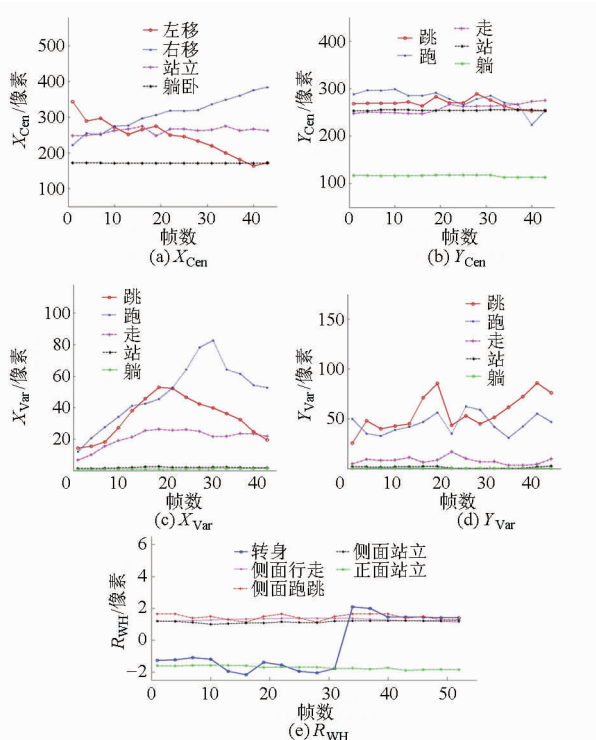 左移
右移
站立
躺卧
500
400
300
200
100
X_Cen/像素
0 10 20 30 40
帧数
(a) X_Cen
跳
跑
走
站
躺
400
300
200
100
Y_Cen/像素
0 10 20 30 40
帧数
(b) Y_Cen
跳
跑
走
站
躺
100
80
60
40
20
X_Var/像素
0 10 20 30 40
帧数
(c) X_Var
跳
跑
走
站
躺
150
100
50
Y_Var/像素
0 10 20 30 40
帧数
(d) Y_Var
转身
侧面行走
侧面跑跳
侧面站立
正面站立
6
4
2
0
−2
R_WH/像素
0 10 20 30 40 50
帧数
(e) R_WH